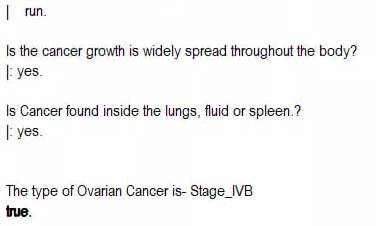 | run.
Is the cancer growth is widely spread throughout the body?
|: yes.
Is Cancer found inside the lungs, fluid or spleen.?
|: yes.
The type of Ovarian Cancer is- Stage_IVB
true.